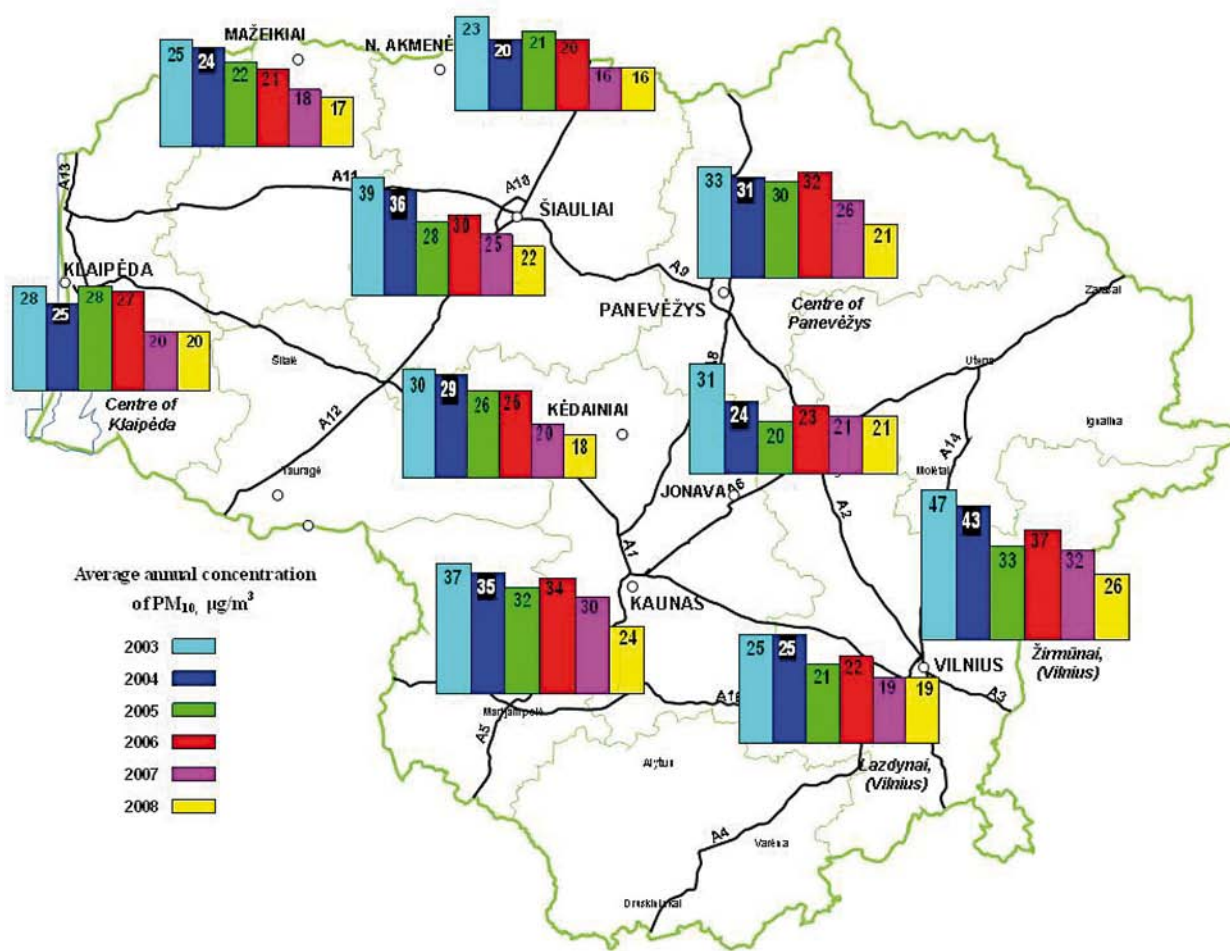 MAŽEIKIAI
25 24 22 21 18 17
N. AKMENĖ
23 20 21 20 16 16
A13
A11
A18
39 36 28 30 25 22
ŠIAULIAI
33 31 30 32 26 21
A9
PANEVĖŽYS
Centre of
Panevėžys
KLAIPĖDA
28 25 28 27 20 20
Centre of
Klaipėda
Šilalė
A12
Tauragė
30 29 26 26 20 18
KĖDAINIAI
31 24 20 23 21 21
JONAVA
A6
A2
A14
Utena
Zarasai
Ignalina
Molėtai
47 43 33 37 32 26
Žirmūnai,
(Vilnius)
A1
KAUNAS
37 35 32 34 30 24
Marijampolė
A5
25 25 21 22 19 19
VILNIUS
A3
Lazdynai,
(Vilnius)
Alytus
A4
Varėna
Druskininkai
Average annual concentration
of PM10, µg/m³
2003
2004
2005
2006
2007
2008